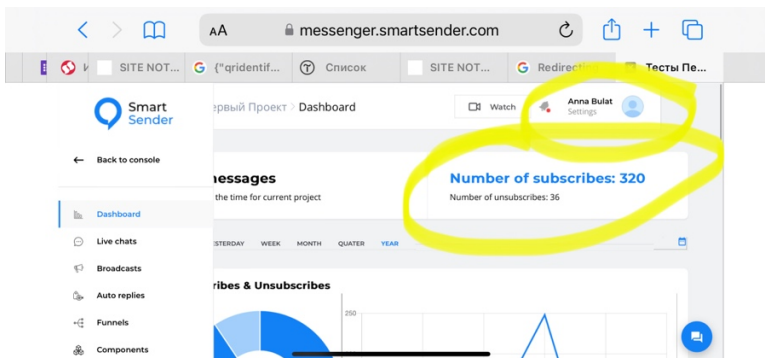 AA messenger.smartsender.com
SITE NOT... {"qridentif... Список SITE NOT... Тесты Пе...
Smart
Sender
ервый Проект > Dashboard
Watch
Anna Bulat
Settings
← Back to console
Dashboard
Live chats
Broadcasts
Auto replies
Funnels
Components
messages
the time for current project
Number of subscribes: 320
Number of unsubscribes: 36
STERDAY WEEK MONTH QUATER YEAR
ribes & Unsubscribes
250